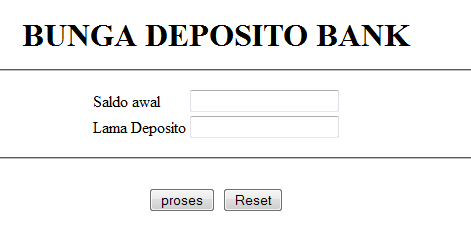 BUNGA DEPOSITO BANK
Saldo awal
Lama Deposito
proses Reset